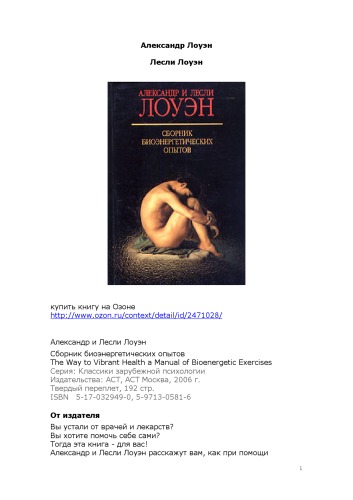 Александр Лоуэн
Лесли Лоуэн
АЛЕКСАНДР И ЛЕСЛИ
ЛОУЭН
СБОРНИК
БИОЭНЕРГЕТИЧЕСКИХ
ОПЫТОВ
купить книгу на Озоне
http://www.ozon.ru/context/detail/id/2471028/
Александр и Лесли Лоуэн
Сборник биоэнергетических опытов
The Way to Vibrant Health a Manual of Bioenergetic Exercises
Серия: Классики зарубежной психологии
Издательства: АСТ, АСТ Москва, 2006 г.
Твердый переплет, 192 стр.
ISBN 5-17-032949-0, 5-9713-0581-6
От издателя
Вы устали от врачей и лекарств?
Вы хотите помочь себе сами?
Тогда эта книга - для вас!
Александр и Лесли Лоуэн расскажут вам, как при помощи
1